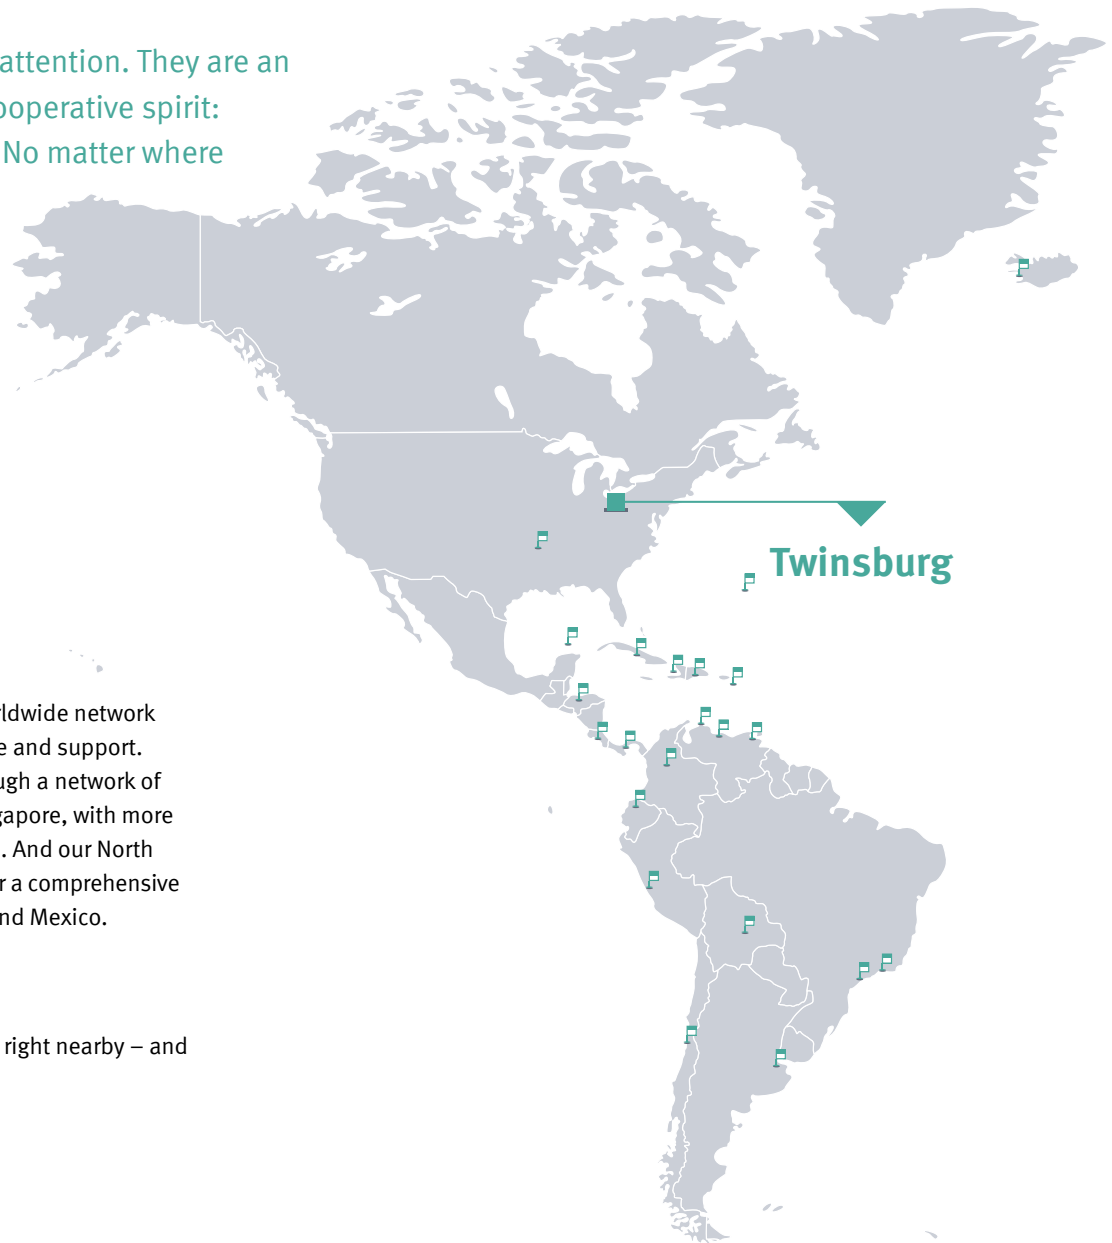 attention. They are an
ooperative spirit:
No matter where
Twinsburg
rldwide network
e and support.
ugh a network of
gapore, with more
. And our North
r a comprehensive
nd Mexico.
right nearby – and